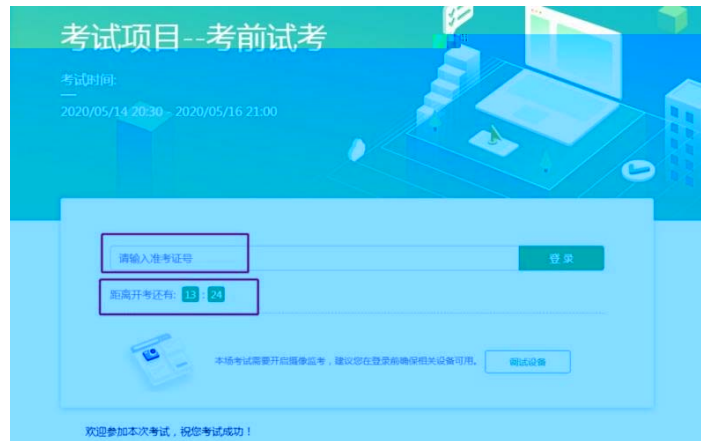 考试项目--考前试考
考试时间:
2020/05/14 20:30 - 2020/05/16 21:00
请输入准考证号
登录
距离开考还有: 13 : 24
本场考试需要开启摄像监考，建议您在登录前确保相关设备可用。
调试设备
欢迎参加本次考试，祝您考试成功！